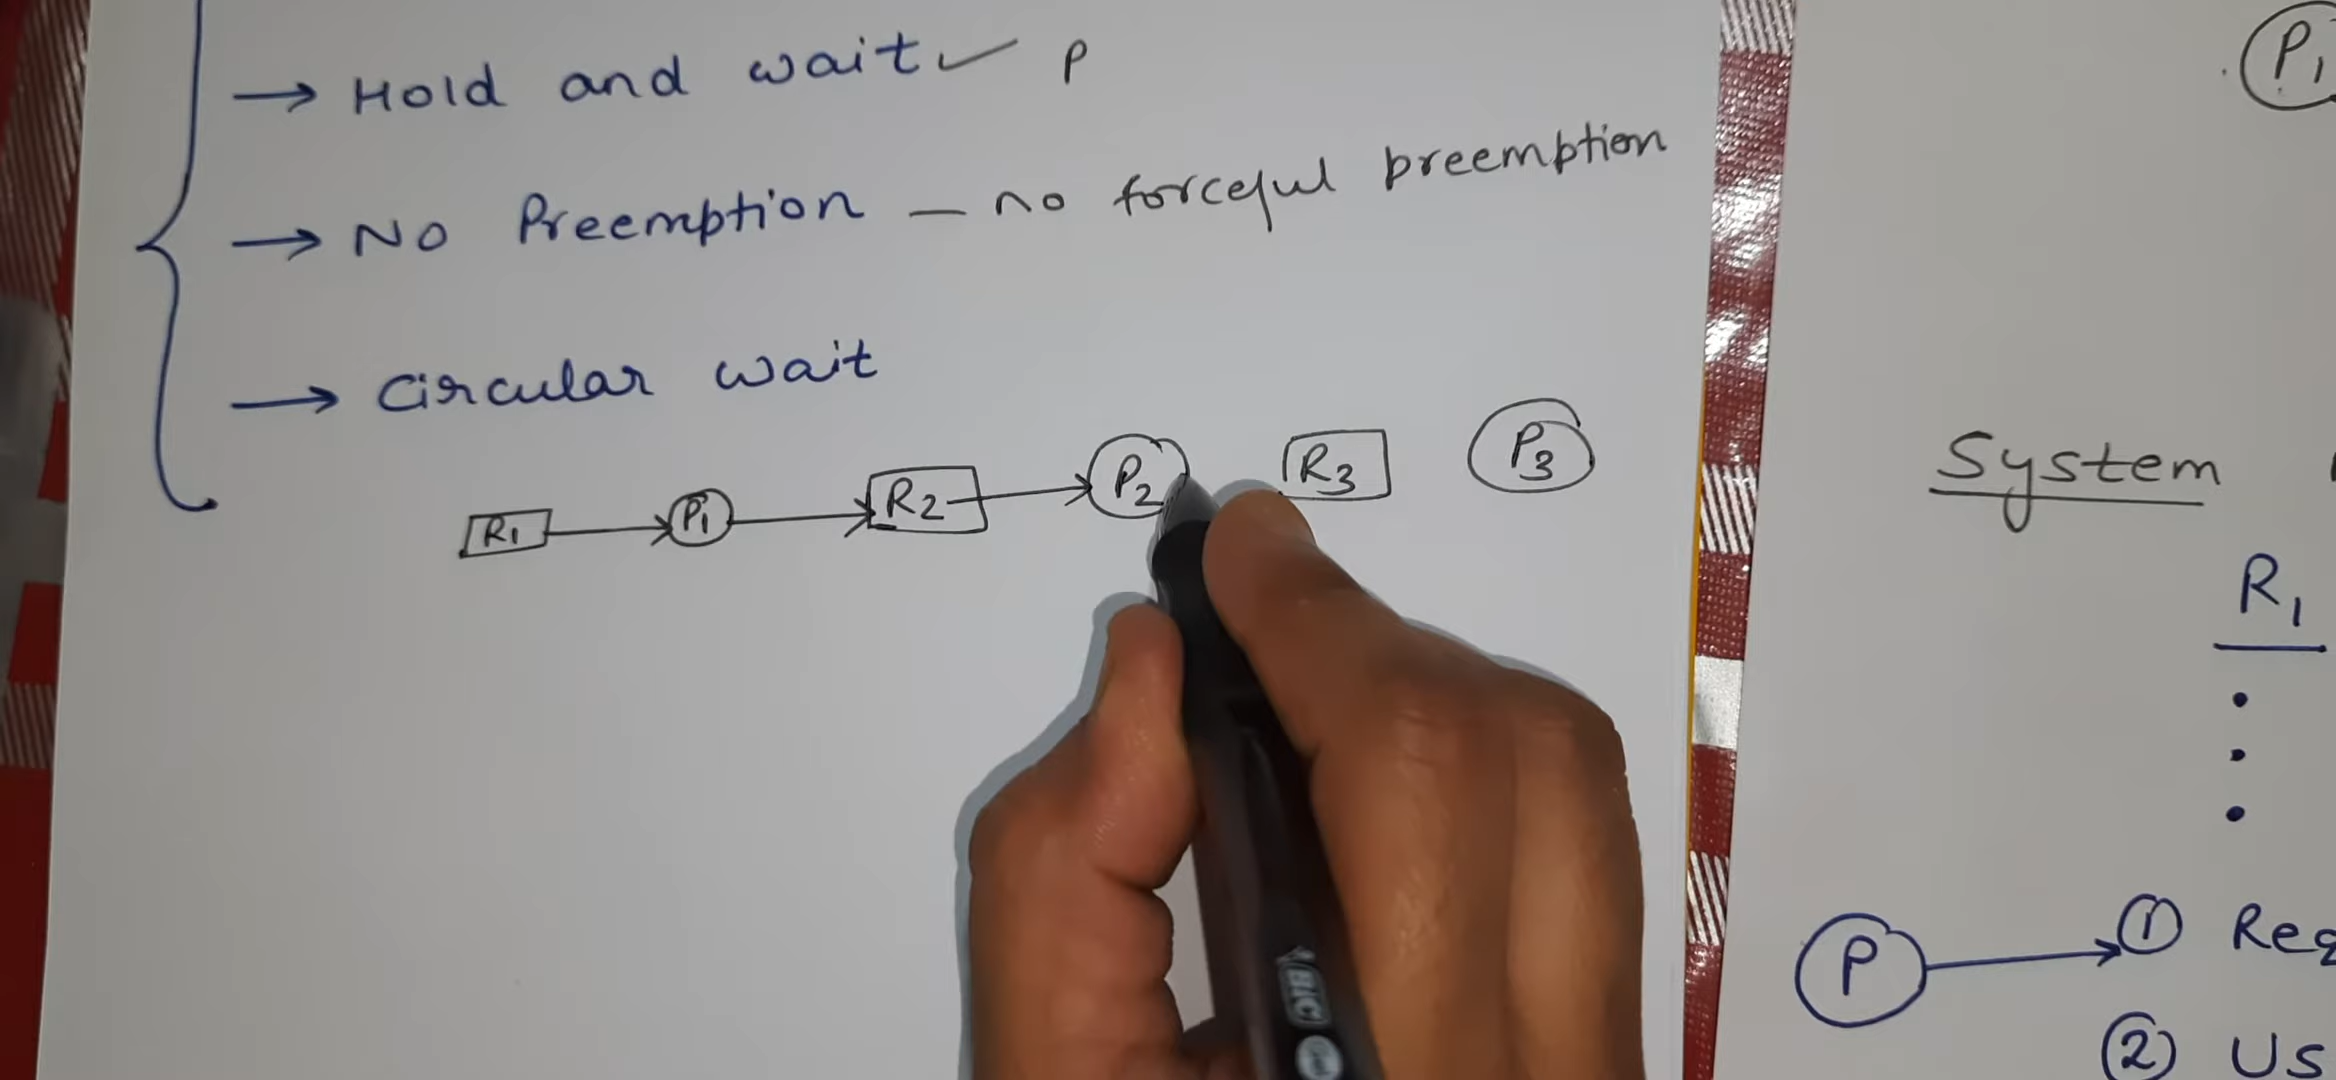 → Hold and wait ✓ P
→ No Preemption — no forceful preemption
→ Circular wait
R1 → P1 → R2 → P2 R3 P3
BIC
P1
System
R1
P → ① Req
② Us